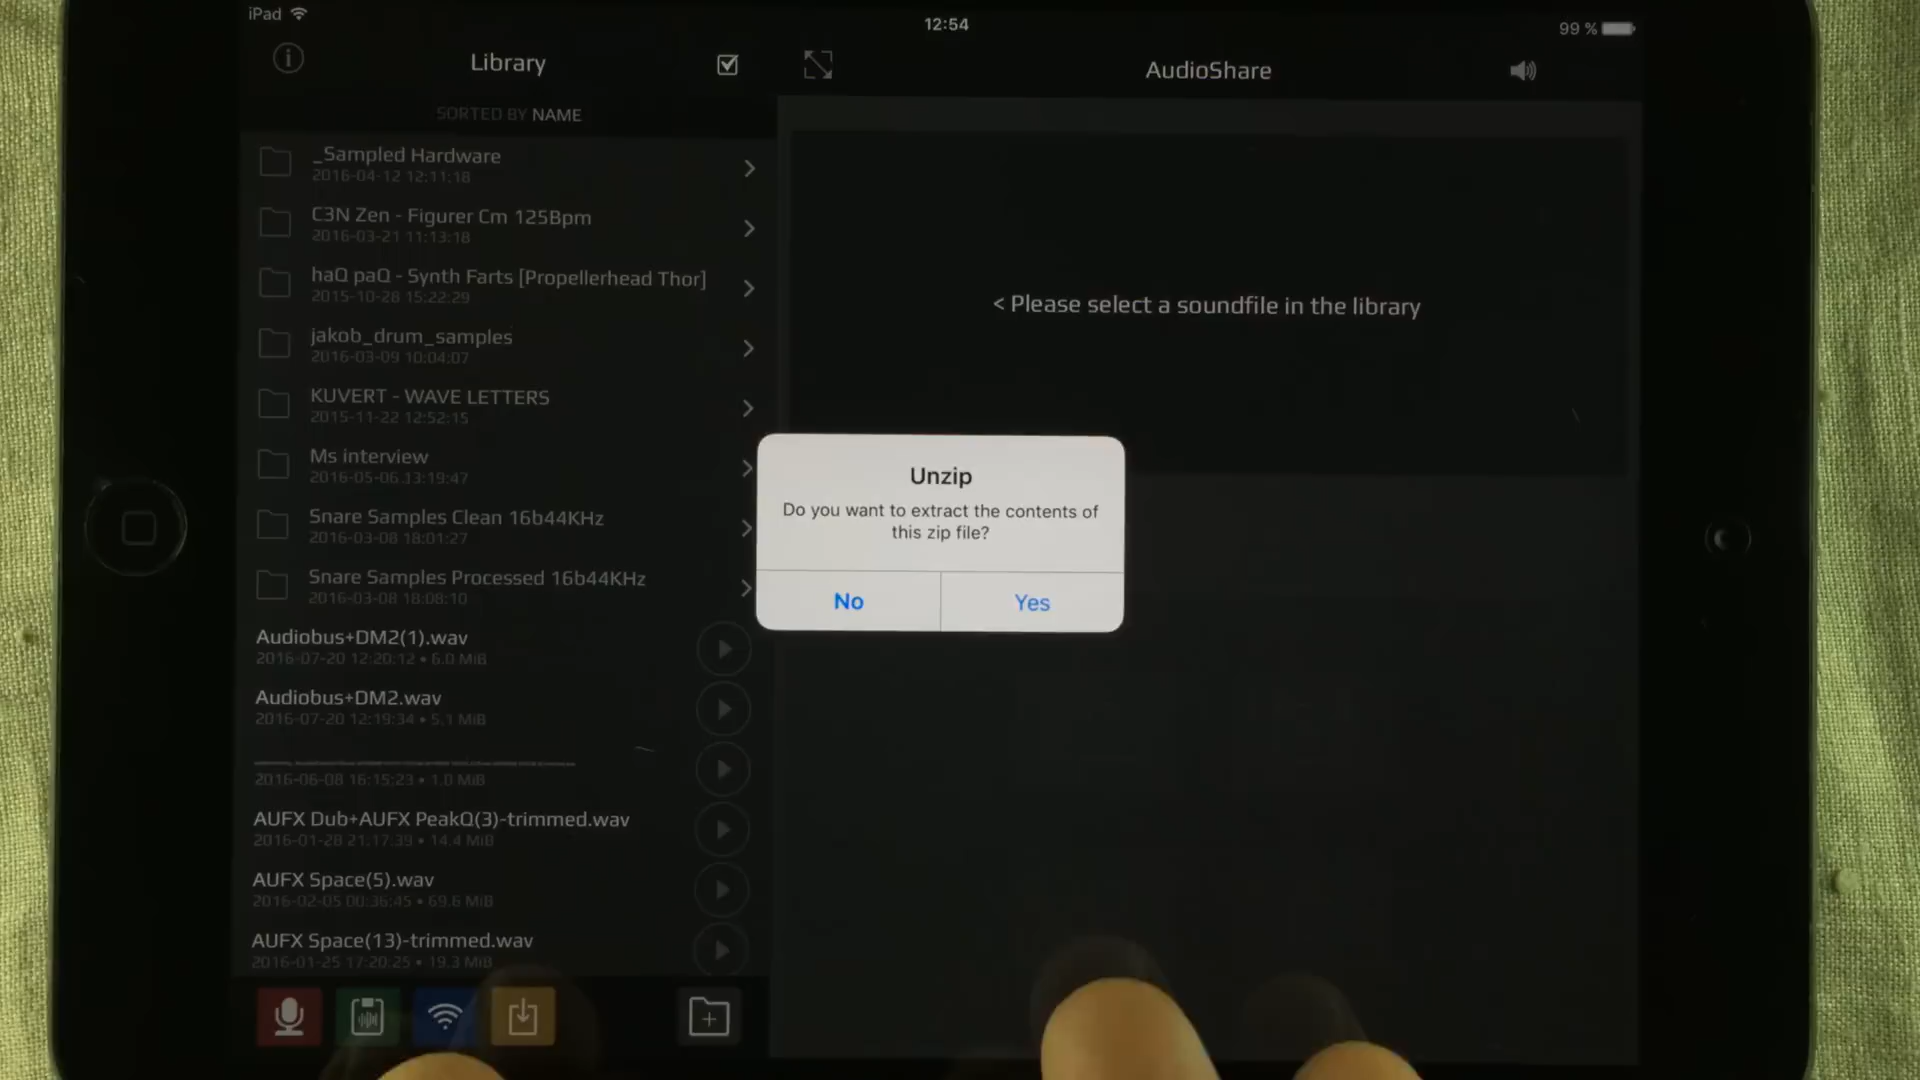 iPad
12:54
99 %
Library
AudioShare
SORTED BY NAME
_Sampled Hardware
2016-04-12 12:11:18
C3N Zen - Figurer Cm 125Bpm
2016-03-21 11:13:18
haQ paQ - Synth Farts [Propellerhead Thor]
2015-10-28 15:22:29
jakob_drum_samples
2016-03-09 10:04:07
KUVERT - WAVE LETTERS
2015-11-22 12:52:15
Ms interview
2016-05-06 13:19:47
Snare Samples Clean 16b44KHz
2016-03-08 18:01:27
Snare Samples Processed 16b44KHz
2016-03-08 18:08:10
Audiobus+DM2(1).wav
2016-07-20 12:20:12 • 6.0 MiB
Audiobus+DM2.wav
2016-07-20 12:19:34 • 5.1 MiB
2016-06-08 16:15:23 • 1.0 MiB
AUFX Dub+AUFX PeakQ(3)-trimmed.wav
2016-01-28 21:17:39 • 14.4 MiB
AUFX Space(5).wav
2016-02-05 00:36:45 • 69.6 MiB
AUFX Space(13)-trimmed.wav
2016-01-25 17:20:25 • 19.3 MiB
< Please select a soundfile in the library
Unzip
Do you want to extract the contents of
this zip file?
No
Yes